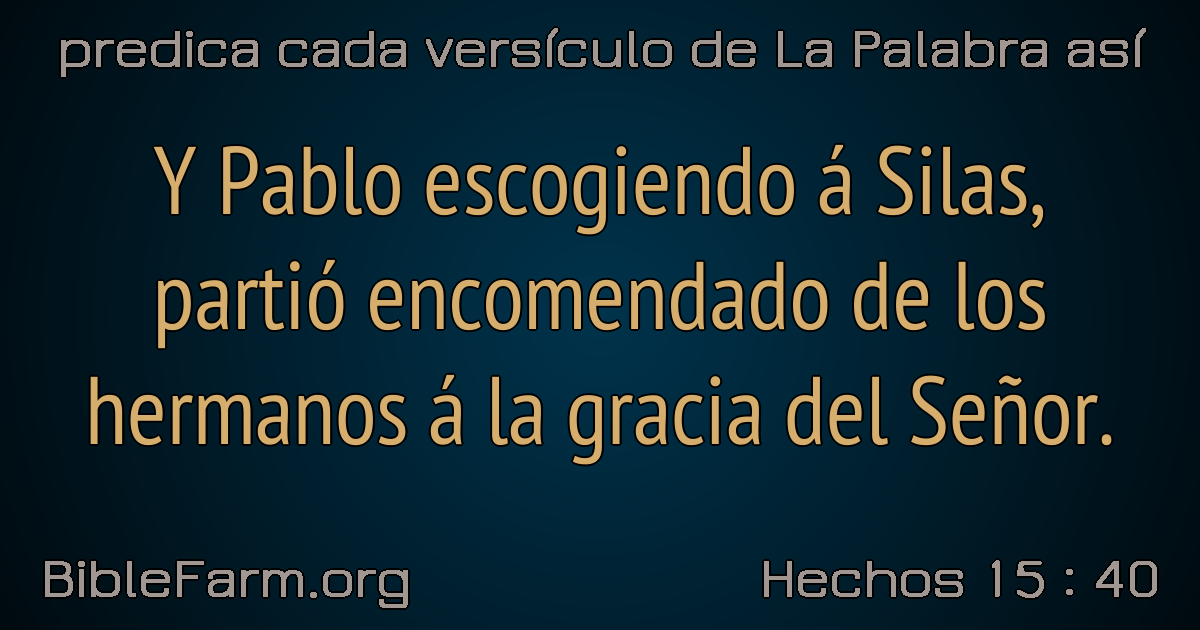 predica cada versículo de La Palabra así
Y Pablo escogiendo á Silas,
partió encomendado de los
hermanos á la gracia del Señor.
BibleFarm.org
Hechos 15 : 40